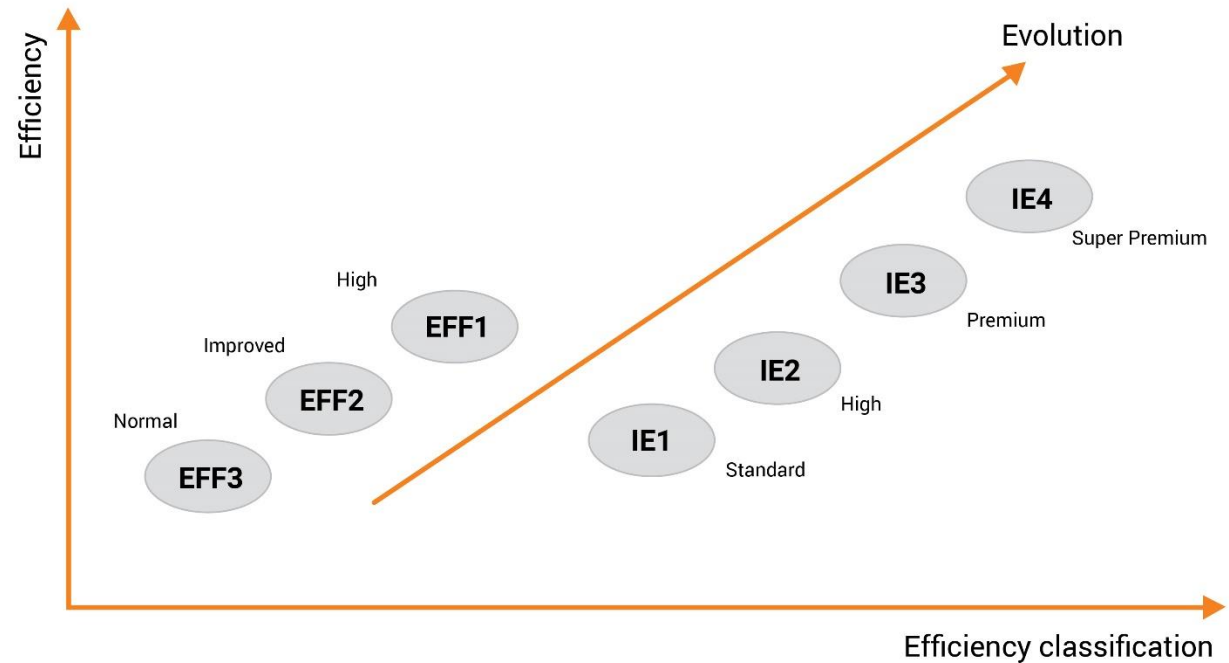 Efficiency
Evolution
IE4
Super Premium
IE3
Premium
High
EFF1
IE2
High
Improved
EFF2
IE1
Standard
Normal
EFF3
Efficiency classification